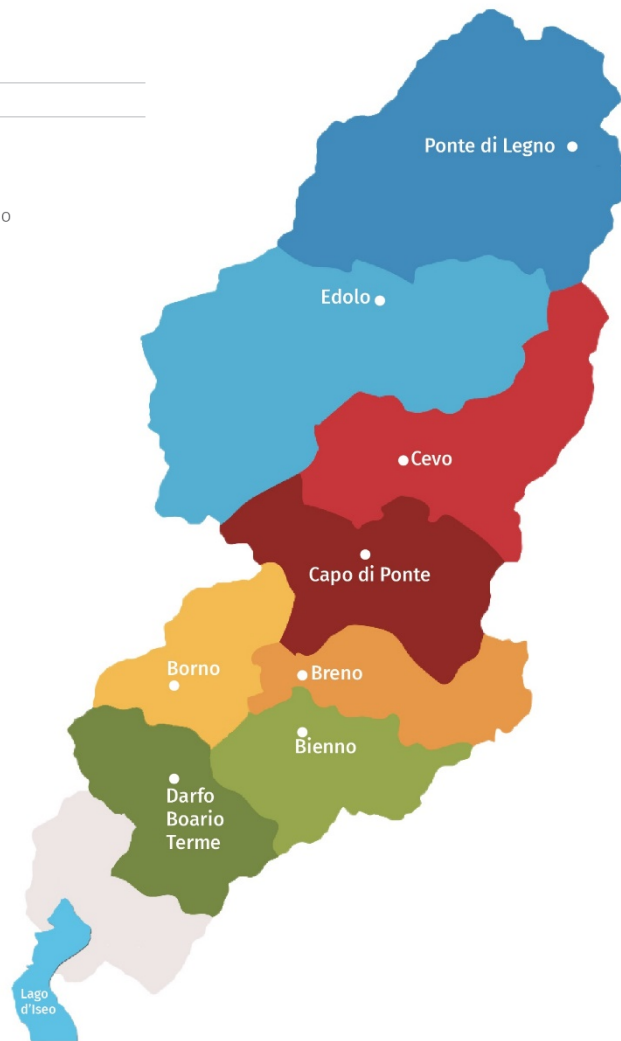 Ponte di Legno
o
Edolo
Cevo
Capo di Ponte
Borno
Breno
Bienno
Darfo
Boario
Terme
Lago
d'Iseo